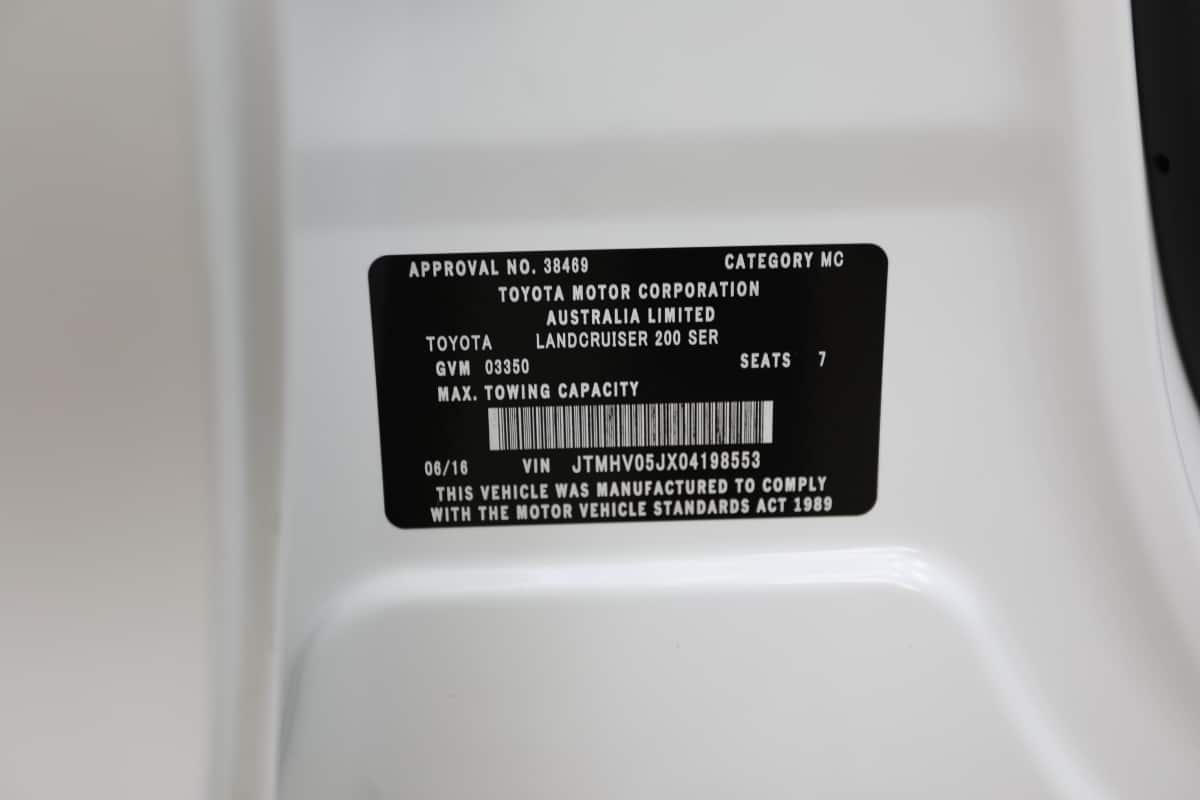 APPROVAL NO. 38469 CATEGORY MC
TOYOTA MOTOR CORPORATION
AUSTRALIA LIMITED
TOYOTA LANDCRUISER 200 SER
GVM 03350 SEATS 7
MAX. TOWING CAPACITY
06/16 VIN JTMHV05JX04198553
THIS VEHICLE WAS MANUFACTURED TO COMPLY
WITH THE MOTOR VEHICLE STANDARDS ACT 1989